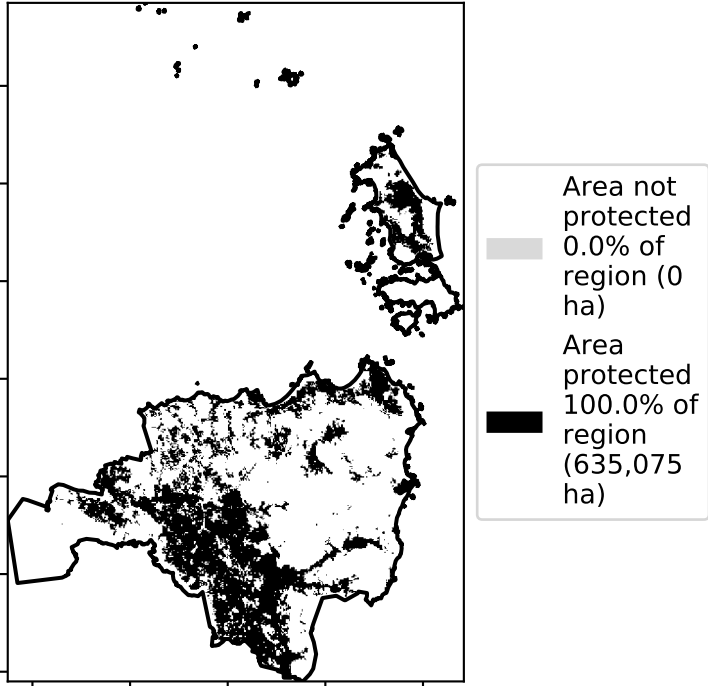 Area not
protected
0.0% of
region (0
ha)
Area
protected
100.0% of
region
(635,075
ha)